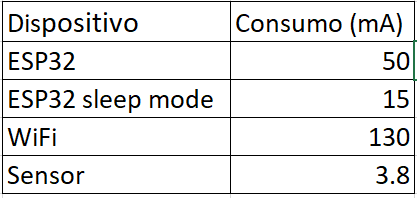 Dispositivo Consumo (mA)
ESP32 50
ESP32 sleep mode 15
WiFi 130
Sensor 3.8